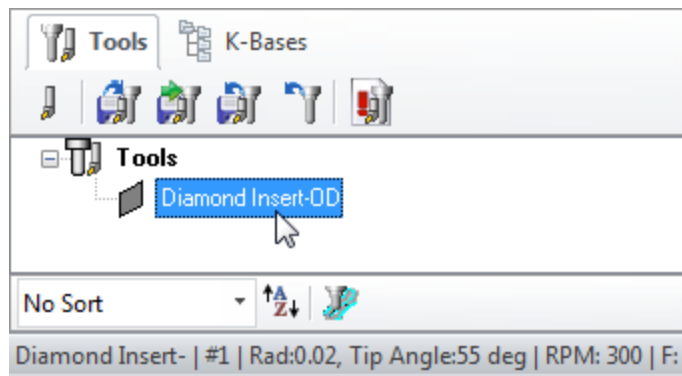 Tools K-Bases
Tools
Diamond Insert-OD
No Sort A Z
Diamond Insert- | #1 | Rad:0.02, Tip Angle:55 deg | RPM: 300 | F: